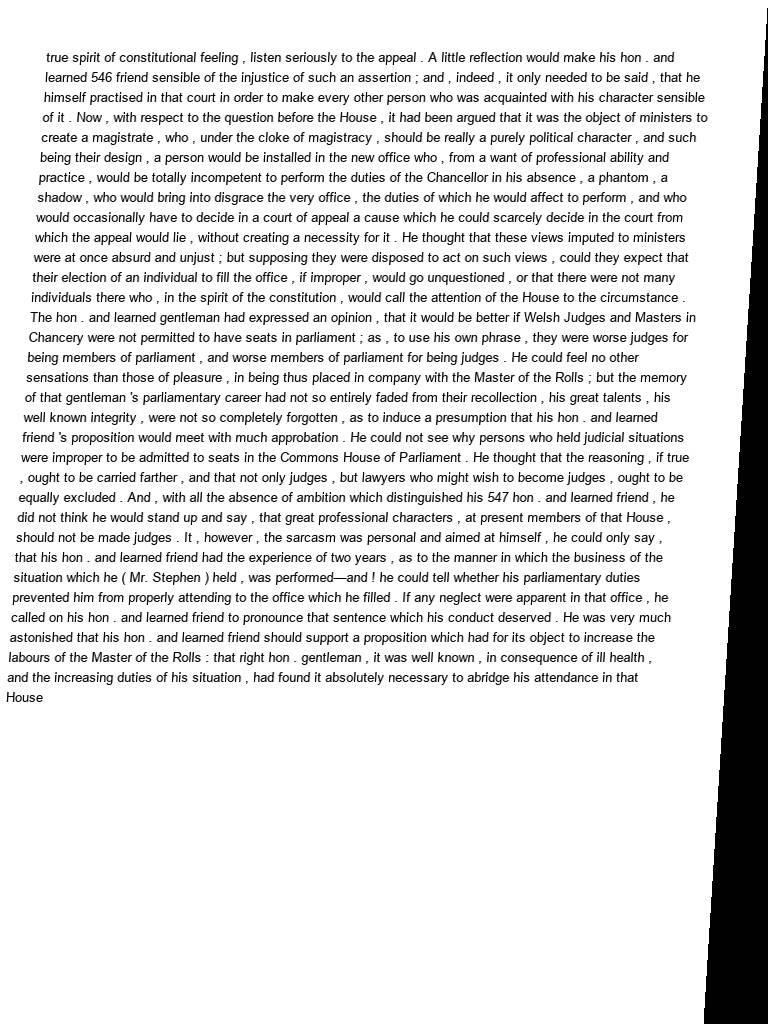 true spirit of constitutional feeling , listen seriously to the appeal . A little reflection would make his hon . and
learned 546 friend sensible of the injustice of such an assertion ; and , indeed , it only needed to be said , that he
himself practised in that court in order to make every other person who was acquainted with his character sensible
of it . Now , with respect to the question before the House , it had been argued that it was the object of ministers to
create a magistrate , who , under the cloke of magistracy , should be really a purely political character , and such
being their design , a person would be installed in the new office who , from a want of professional ability and
practice , would be totally incompetent to perform the duties of the Chancellor in his absence , a phantom , a
shadow , who would bring into disgrace the very office , the duties of which he would affect to perform , and who
would occasionally have to decide in a court of appeal a cause which he could scarcely decide in the court from
which the appeal would lie , without creating a necessity for it . He thought that these views imputed to ministers
were at once absurd and unjust ; but supposing they were disposed to act on such views , could they expect that
their election of an individual to fill the office , if improper , would go unquestioned , or that there were not many
individuals there who , in the spirit of the constitution , would call the attention of the House to the circumstance .
The hon . and learned gentleman had expressed an opinion , that it would be better if Welsh Judges and Masters in
Chancery were not permitted to have seats in parliament ; as , to use his own phrase , they were worse judges for
being members of parliament , and worse members of parliament for being judges . He could feel no other
sensations than those of pleasure , in being thus placed in company with the Master of the Rolls ; but the memory
of that gentleman 's parliamentary career had not so entirely faded from their recollection , his great talents , his
well known integrity , were not so completely forgotten , as to induce a presumption that his hon . and learned
friend 's proposition would meet with much approbation . He could not see why persons who held judicial situations
were improper to be admitted to seats in the Commons House of Parliament . He thought that the reasoning , if true
, ought to be carried farther , and that not only judges , but lawyers who might wish to become judges , ought to be
equally excluded . And , with all the absence of ambition which distinguished his 547 hon . and learned friend , he
did not think he would stand up and say , that great professional characters , at present members of that House ,
should not be made judges . It , however , the sarcasm was personal and aimed at himself , he could only say ,
that his hon . and learned friend had the experience of two years , as to the manner in which the business of the
situation which he ( Mr. Stephen ) held , was performed—and ! he could tell whether his parliamentary duties
prevented him from properly attending to the office which he filled . If any neglect were apparent in that office , he
called on his hon . and learned friend to pronounce that sentence which his conduct deserved . He was very much
astonished that his hon . and learned friend should support a proposition which had for its object to increase the
labours of the Master of the Rolls : that right hon . gentleman , it was well known , in consequence of ill health ,
and the increasing duties of his situation , had found it absolutely necessary to abridge his attendance in that
House